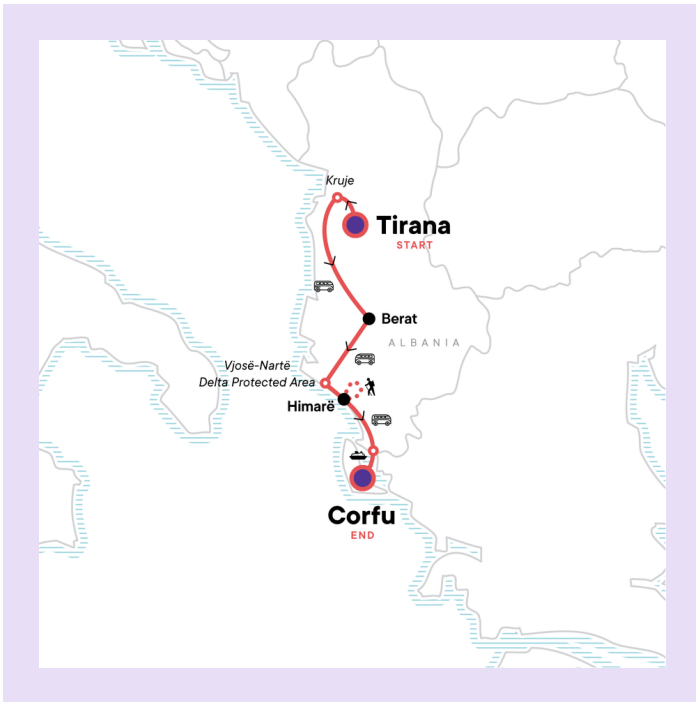 Kruje
Tirana
START
Berat
ALBANIA
Vjosë-Nartë
Delta Protected Area
Himarë
Corfu
END